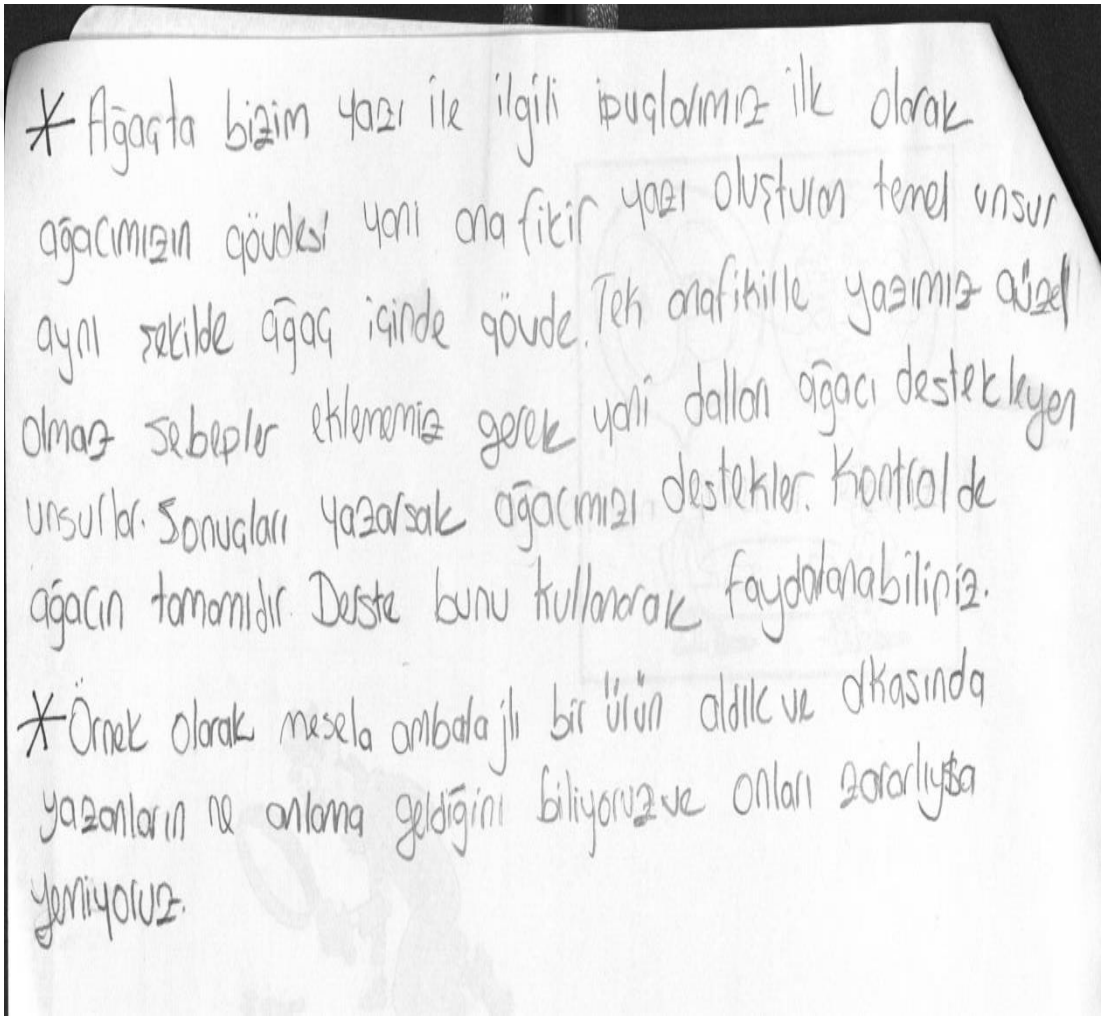 * Ağaçta bizim yazı ile ilgili ipuçlarımız ilk olarak
ağacımızın gövdesi yani ana fikir yazı oluşturan temel unsur
aynı şekilde ağaç içinde gövde. Tek anafikirle yazımız güzel
olmaz sebepler eklememiz gerek yani dalları ağacı destekleyen
unsurlar. Sonuçları yazarsak ağacımızı destekler. Kontrolde
ağacın tamamıdır. Derste bunu kullanarak faydalanabiliriz.
* Örnek olarak mesela ambalajlı bir ürün aldık ve arkasında
yazanların ne anlama geldiğini biliyoruz ve onları zararlıysa
yemiyoruz.